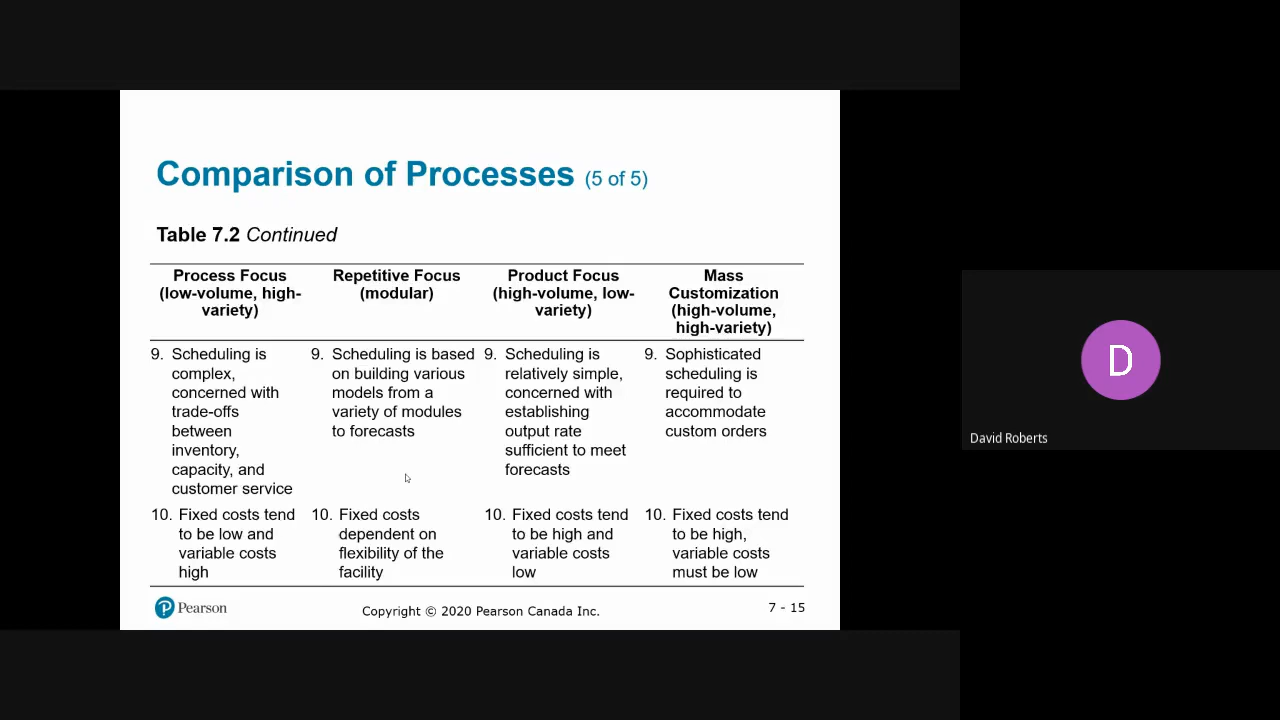 Comparison of Processes (5 of 5)
Table 7.2 Continued
Process Focus
(low-volume, high-
variety)
Repetitive Focus
(modular)
Product Focus
(high-volume, low-
variety)
Mass
Customization
(high-volume,
high-variety)
9. Scheduling is
complex,
concerned with
trade-offs
between
inventory,
capacity, and
customer service
9. Scheduling is based
on building various
models from a
variety of modules
to forecasts
9. Scheduling is
relatively simple,
concerned with
establishing
output rate
sufficient to meet
forecasts
9. Sophisticated
scheduling is
required to
accommodate
custom orders
10. Fixed costs tend
to be low and
variable costs
high
10. Fixed costs
dependent on
flexibility of the
facility
10. Fixed costs tend
to be high and
variable costs
low
10. Fixed costs tend
to be high,
variable costs
must be low
P Pearson
Copyright © 2020 Pearson Canada Inc.
7 - 15
D
David Roberts